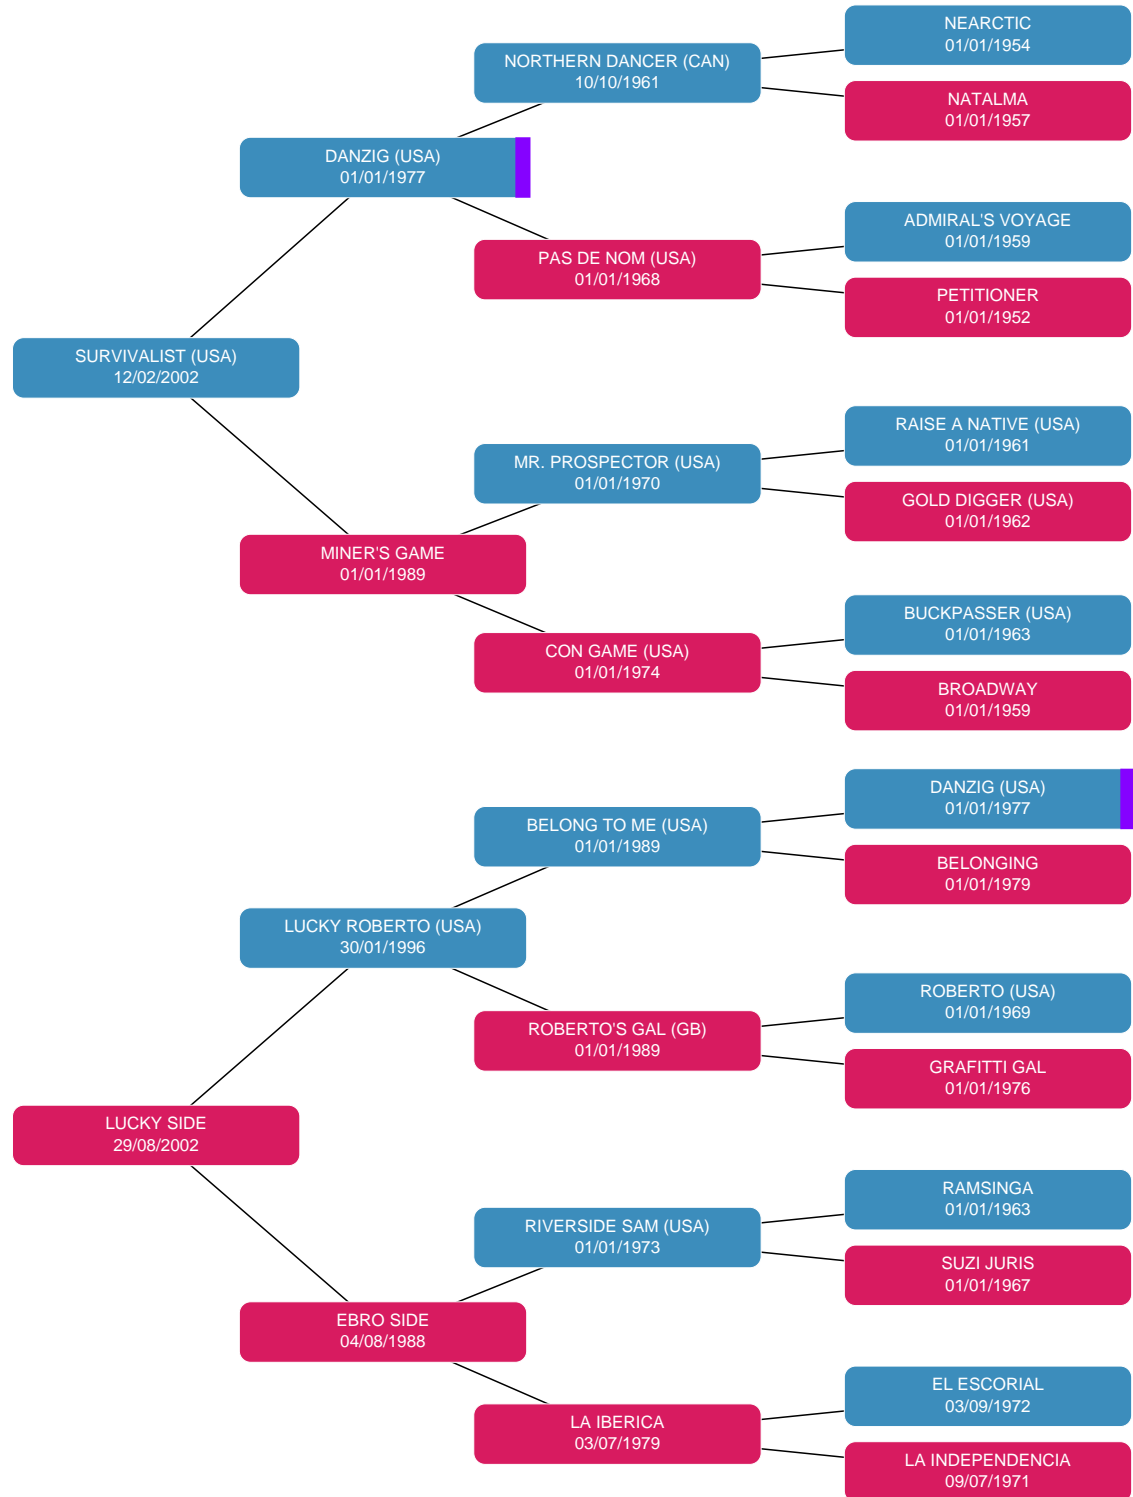 NEARCTIC
01/01/1954
NORTHERN DANCER (CAN)
10/10/1961
NATALMA
01/01/1957
DANZIG (USA)
01/01/1977
ADMIRAL'S VOYAGE
01/01/1959
PAS DE NOM (USA)
01/01/1968
PETITIONER
01/01/1952
SURVIVALIST (USA)
12/02/2002
RAISE A NATIVE (USA)
01/01/1961
MR. PROSPECTOR (USA)
01/01/1970
GOLD DIGGER (USA)
01/01/1962
MINER'S GAME
01/01/1989
BUCKPASSER (USA)
01/01/1963
CON GAME (USA)
01/01/1974
BROADWAY
01/01/1959
DANZIG (USA)
01/01/1977
BELONG TO ME (USA)
01/01/1989
BELONGING
01/01/1979
LUCKY ROBERTO (USA)
30/01/1996
ROBERTO (USA)
01/01/1969
ROBERTO'S GAL (GB)
01/01/1989
GRAFITTI GAL
01/01/1976
LUCKY SIDE
29/08/2002
RAMSINGA
01/01/1963
RIVERSIDE SAM (USA)
01/01/1973
SUZI JURIS
01/01/1967
EBRO SIDE
04/08/1988
EL ESCORIAL
03/09/1972
LA IBERICA
03/07/1979
LA INDEPENDENCIA
09/07/1971